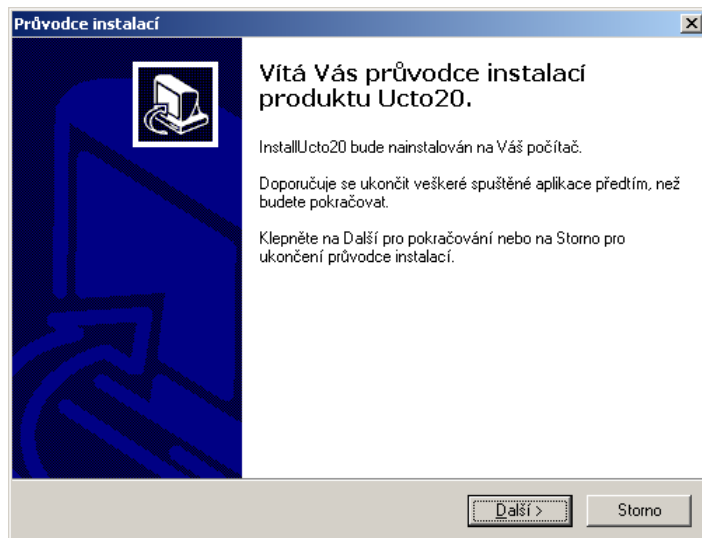 Průvodce instalací
Vítá Vás průvodce instalací
produktu Ucto20.
InstallUcto20 bude nainstalován na Váš počítač.
Doporučuje se ukončit veškeré spuštěné aplikace předtím, než
budete pokračovat.
Klepněte na Další pro pokračování nebo na Storno pro
ukončení průvodce instalací.
Další >
Storno